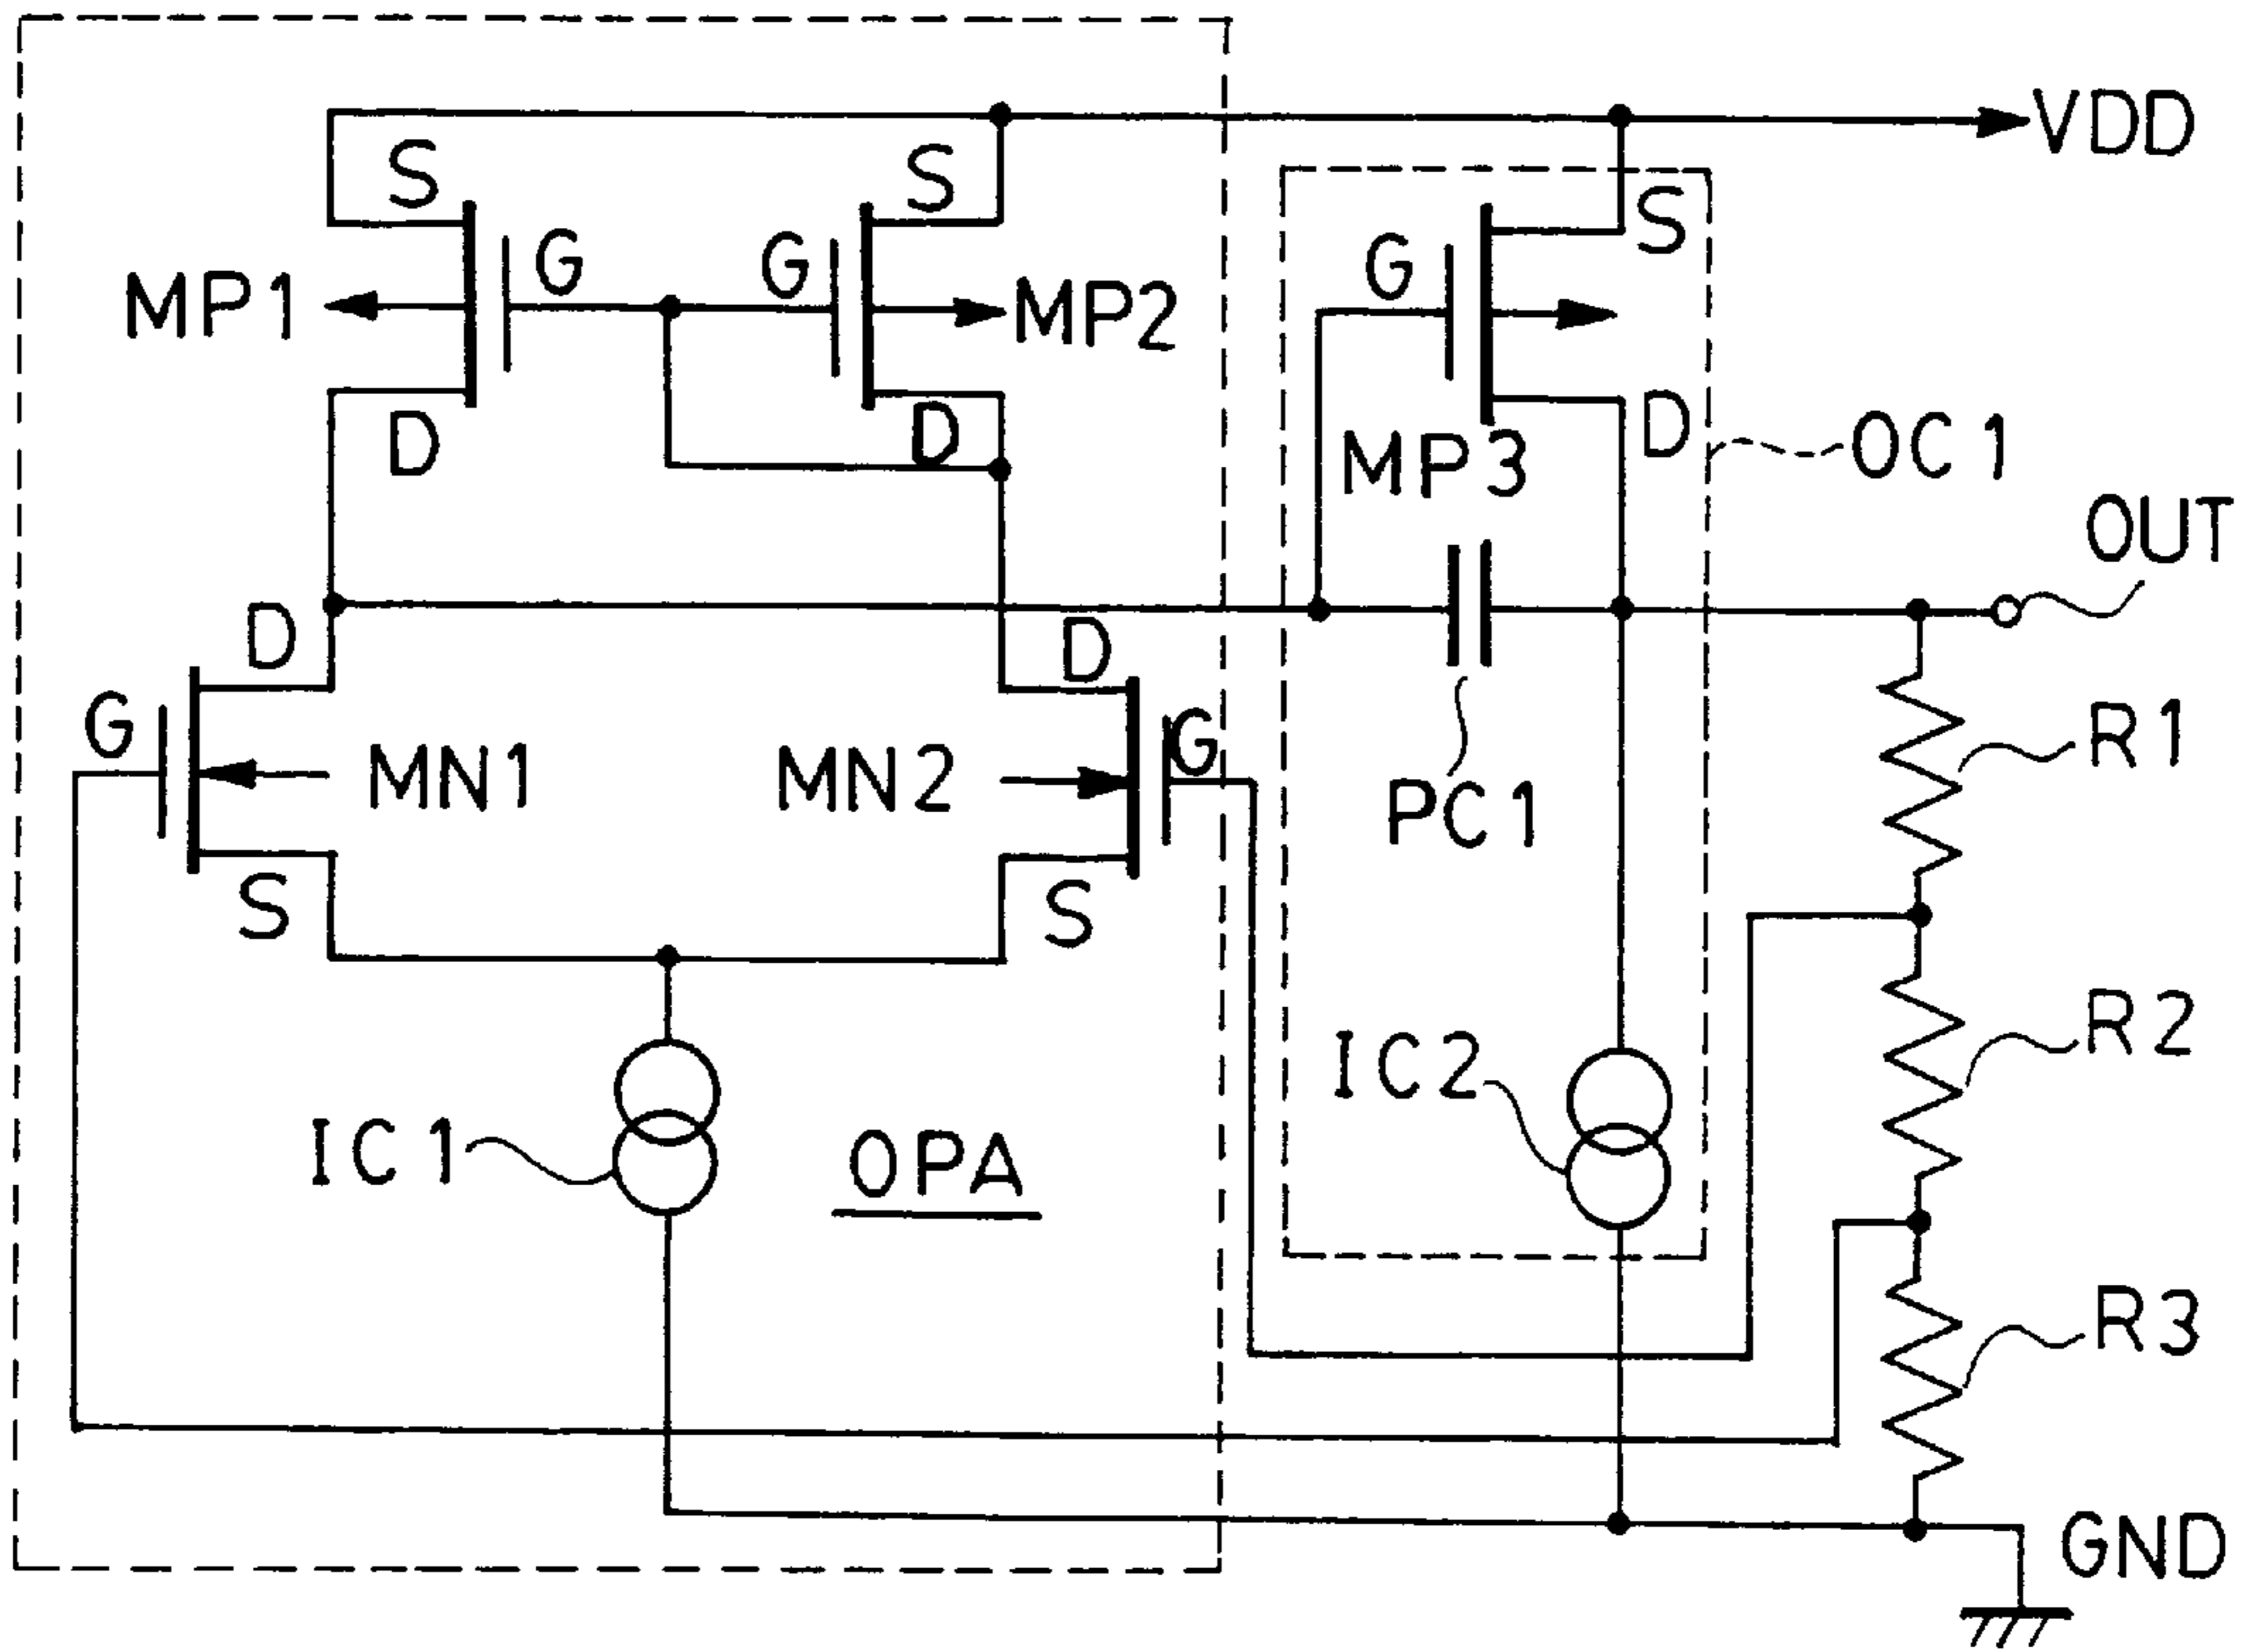 VDD
S
S
S
MP1
G
G
MP2
G
D
D
MP3
D
OC1
OUT
D
D
G
MN1
MN2
G
PC1
R1
S
S
IC1
OPA
IC2
R2
R3
GND